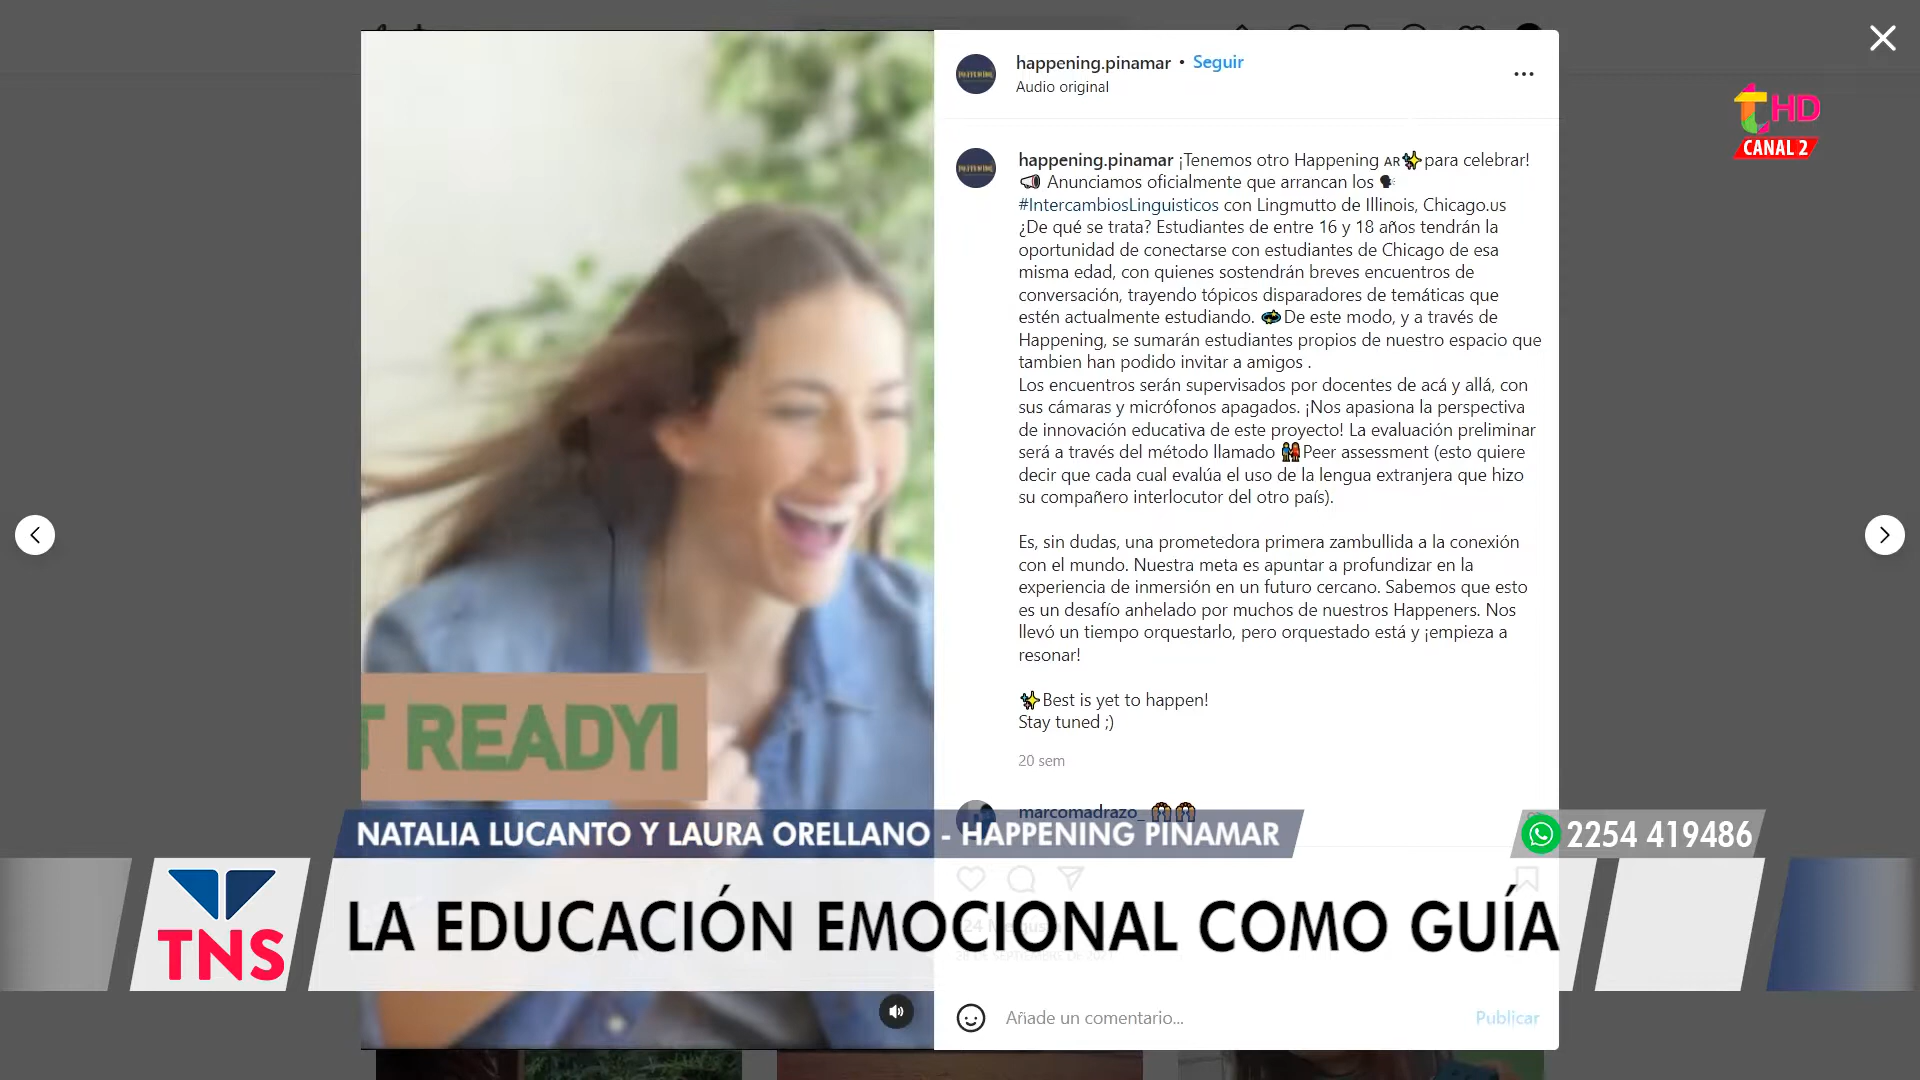 happening.pinamar • Seguir
Audio original
HD
CANAL 2
happening.pinamar ¡Tenemos otro Happening AR✨para celebrar!
📣 Anunciamos oficialmente que arrancan los 🗣
#IntercambiosLinguisticos con Lingmutto de Illinois, Chicago.us
¿De qué se trata? Estudiantes de entre 16 y 18 años tendrán la
oportunidad de conectarse con estudiantes de Chicago de esa
misma edad, con quienes sostendrán breves encuentros de
conversación, trayendo tópicos disparadores de temáticas que
estén actualmente estudiando. 💫De este modo, y a través de
Happening, se sumarán estudiantes propios de nuestro espacio que
tambien han podido invitar a amigos .
Los encuentros serán supervisados por docentes de acá y allá, con
sus cámaras y micrófonos apagados. ¡Nos apasiona la perspectiva
de innovación educativa de este proyecto! La evaluación preliminar
será a través del método llamado 👫Peer assessment (esto quiere
decir que cada cual evalúa el uso de la lengua extranjera que hizo
su compañero interlocutor del otro país).
Es, sin dudas, una prometedora primera zambullida a la conexión
con el mundo. Nuestra meta es apuntar a profundizar en la
experiencia de inmersión en un futuro cercano. Sabemos que esto
es un desafío anhelado por muchos de nuestros Happeners. Nos
llevó un tiempo orquestarlo, pero orquestado está y ¡empieza a
resonar!
✨Best is yet to happen!
Stay tuned ;)
20 sem
T READY!
marcomadrazo_ 🙌🙌
NATALIA LUCANTO Y LAURA ORELLANO - HAPPENING PINAMAR
2254 419486
TNS
LA EDUCACIÓN EMOCIONAL COMO GUÍA
Añade un comentario...
Publicar